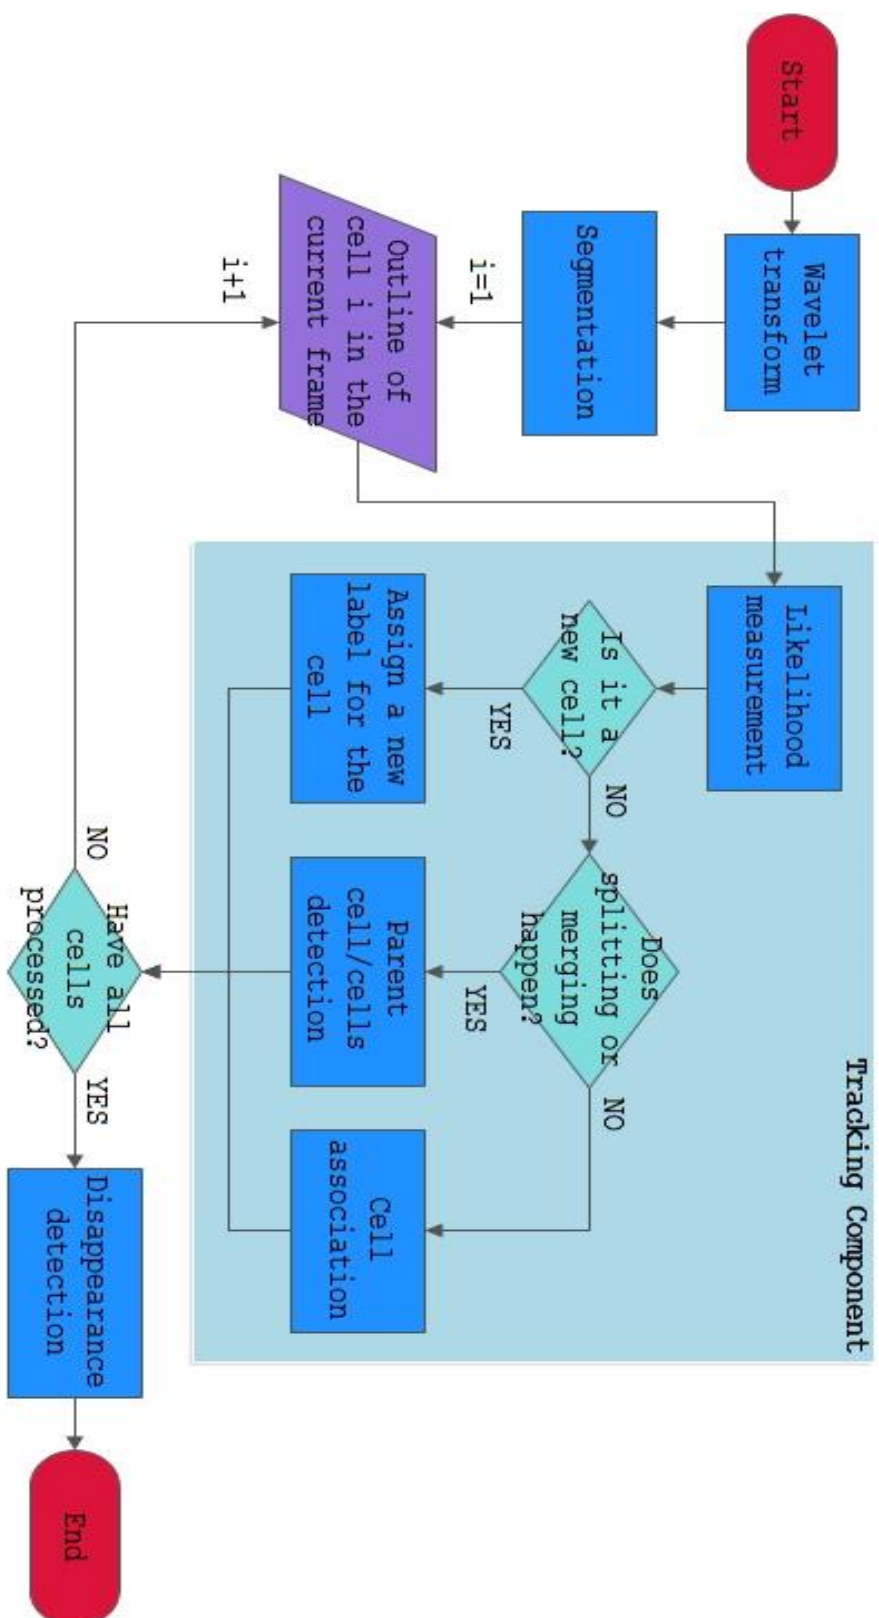 Start
Wavelet
transform
Segmentation
i=1
Outline of
cell i in the
current frame
i+1
Tracking Component
Likelihood
measurement
Is it a
new cell?
YES
NO
Assign a new
label for the
cell
Does
splitting or
merging
happen?
YES
NO
Parent
cell/cells
detection
Cell
association
Have all
cells
processed?
NO
YES
Disappearance
detection
End